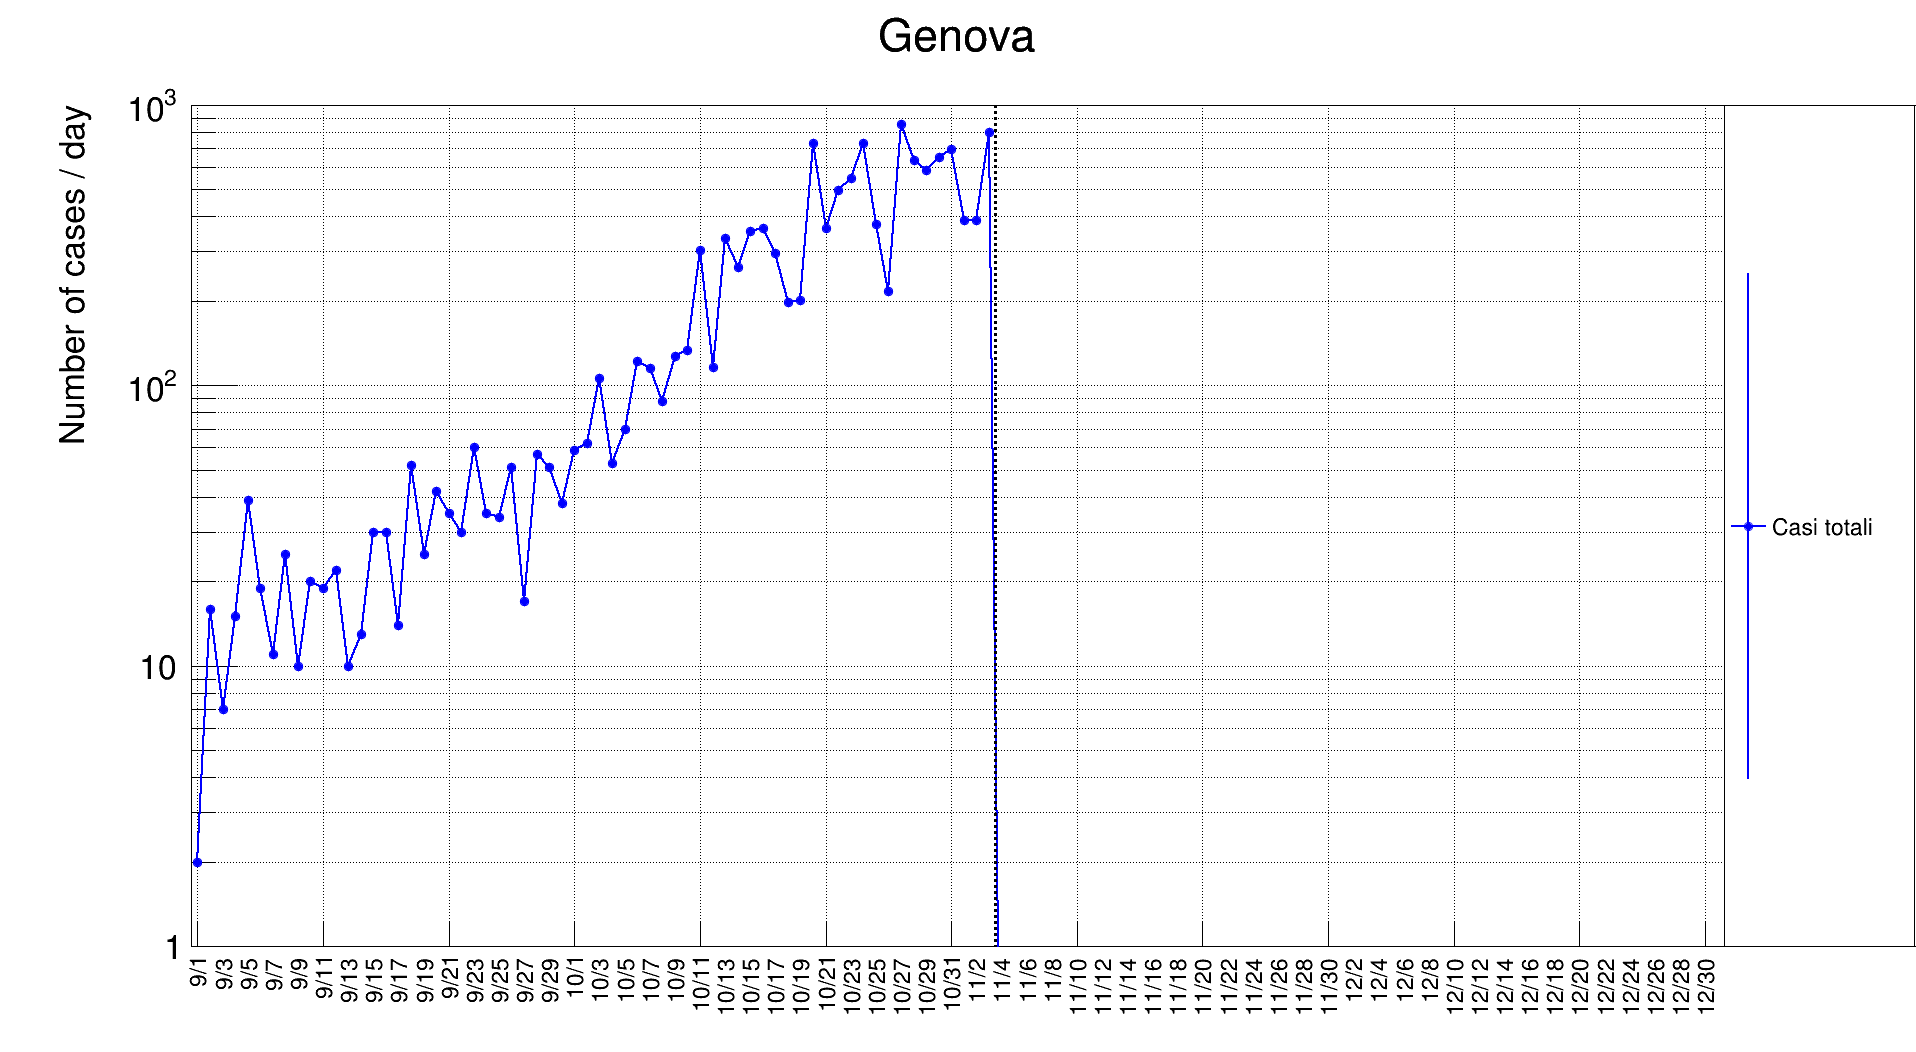 Genova
Number of cases / day
10³
10²
10
1
9/1 9/3 9/5 9/7 9/9 9/11 9/13 9/15 9/17 9/19 9/21 9/23 9/25 9/27 9/29 10/1 10/3 10/5 10/7 10/9 10/11 10/13 10/15 10/17 10/19 10/21 10/23 10/25 10/27 10/29 10/31 11/2 11/4 11/6 11/8 11/10 11/12 11/14 11/16 11/18 11/20 11/22 11/24 11/26 11/28 11/30 12/2 12/4 12/6 12/8 12/10 12/12 12/14 12/16 12/18 12/20 12/22 12/24 12/26 12/28 12/30
Casi totali